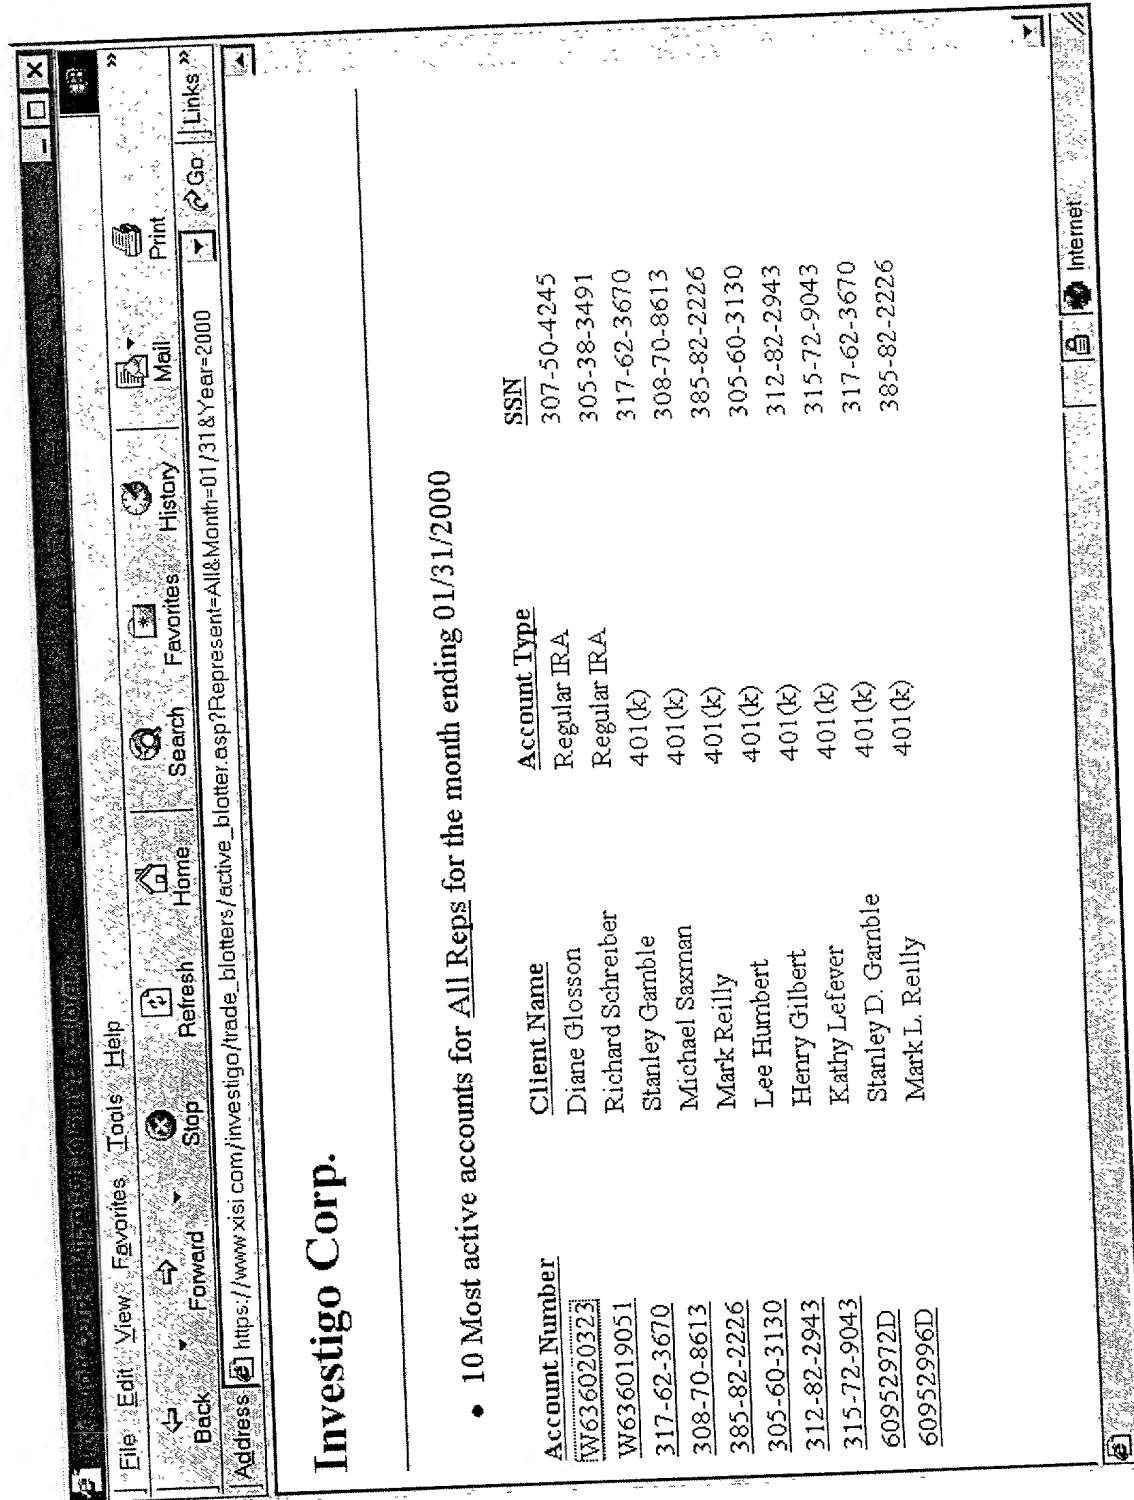 File Edit View Favorites Tools Help »
Back Forward Stop Refresh Home Search Favorites History Mail Print
Address https://www.xisi.com/investigo/trade_blotters/active_blotter.asp?Represent=All&Month=01/31&Year=2000 Go Links »
Investigo Corp.
• 10 Most active accounts for All Reps for the month ending 01/31/2000
Account Number Client Name Account Type SSN
W636020323 Diane Glosson Regular IRA 307-50-4245
W636019051 Richard Schreiber Regular IRA 305-38-3491
317-62-3670 Stanley Gamble 401(k) 317-62-3670
308-70-8613 Michael Saxman 401(k) 308-70-8613
385-82-2226 Mark Reilly 401(k) 385-82-2226
305-60-3130 Lee Humbert 401(k) 305-60-3130
312-82-2943 Henry Gilbert 401(k) 312-82-2943
315-72-9043 Kathy Lefever 401(k) 315-72-9043
60952972D Stanley D. Gamble 401(k) 317-62-3670
60952996D Mark L. Reilly 401(k) 385-82-2226
Internet